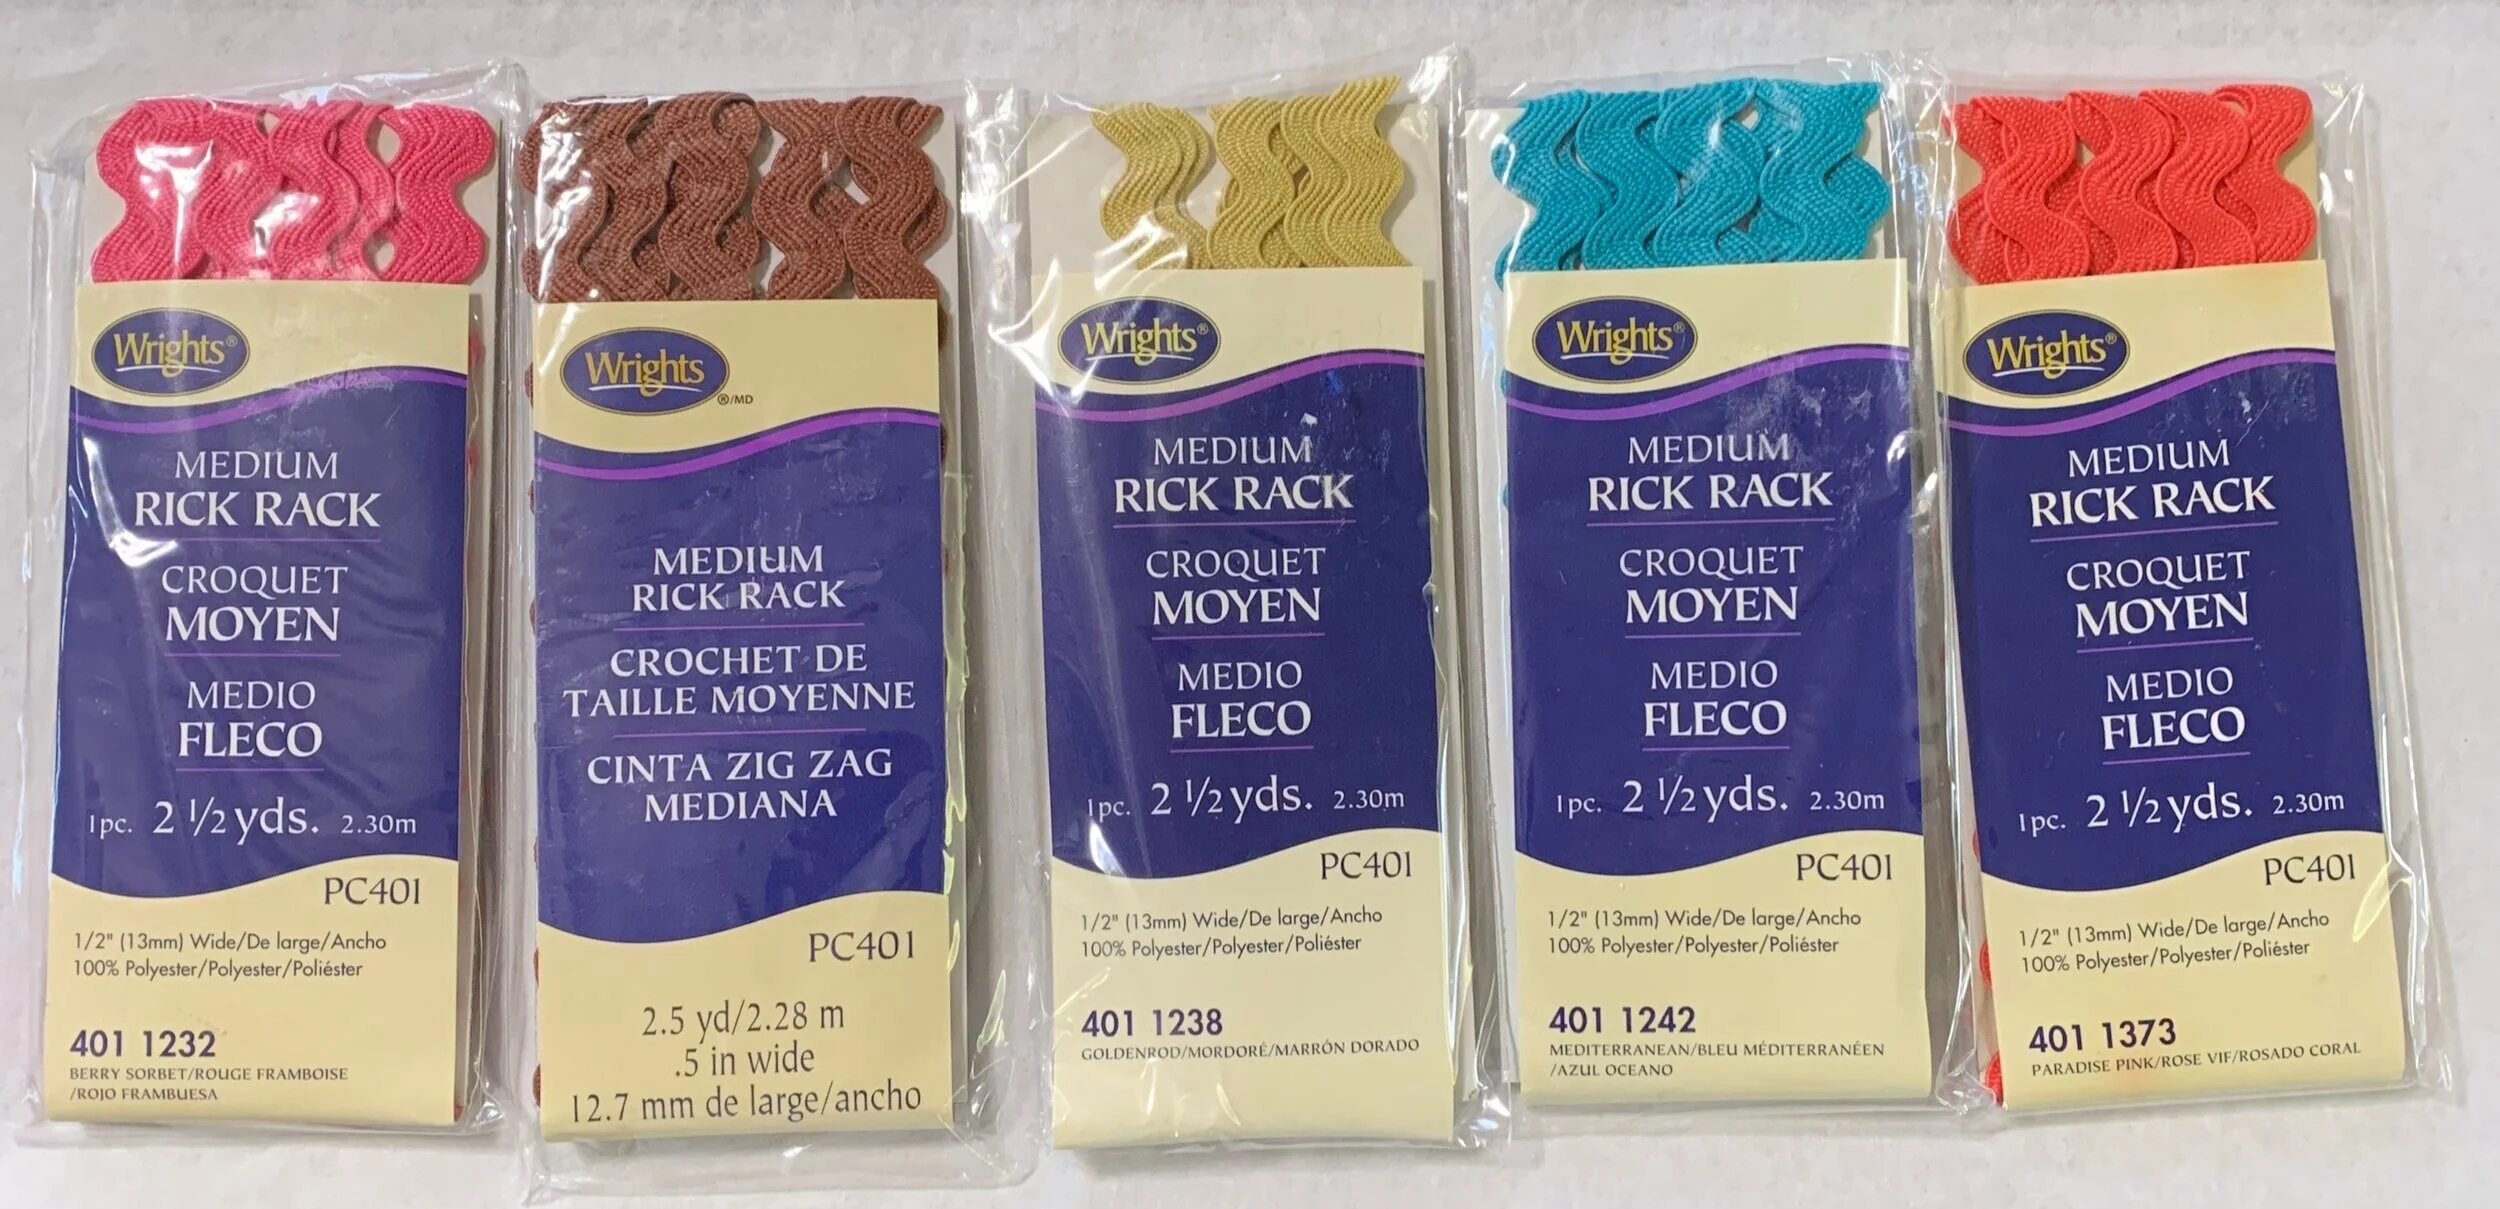 Wrights®
MEDIUM
RICK RACK
CROQUET
MOYEN
MEDIO
FLECO
1pc. 2 1/2 yds. 2.30m
PC401
1/2" (13mm) Wide/De large/Ancho
100% Polyester/Polyester/Poliéster
401 1232
BERRY SORBET/ROUGE FRAMBOISE
/ROJO FRAMBUESA
Wrights
®/MD
MEDIUM
RICK RACK
CROCHET DE
TAILLE MOYENNE
CINTA ZIG ZAG
MEDIANA
PC401
2.5 yd/2.28 m
.5 in wide
12.7 mm de large/ancho
Wrights®
MEDIUM
RICK RACK
CROQUET
MOYEN
MEDIO
FLECO
1pc. 2 1/2 yds. 2.30m
PC401
1/2" (13mm) Wide/De large/Ancho
100% Polyester/Polyester/Poliéster
401 1238
GOLDENROD/MORDORÉ/MARRÓN DORADO
Wrights®
MEDIUM
RICK RACK
CROQUET
MOYEN
MEDIO
FLECO
1pc. 2 1/2 yds. 2.30m
PC401
1/2" (13mm) Wide/De large/Ancho
100% Polyester/Polyester/Poliéster
401 1242
MEDITERRANEAN/BLEU MÉDITERRANÉEN
/AZUL OCEANO
Wrights®
MEDIUM
RICK RACK
CROQUET
MOYEN
MEDIO
FLECO
1pc. 2 1/2 yds. 2.30m
PC401
1/2" (13mm) Wide/De large/Ancho
100% Polyester/Polyester/Poliéster
401 1373
PARADISE PINK/ROSE VIF/ROSADO CORAL